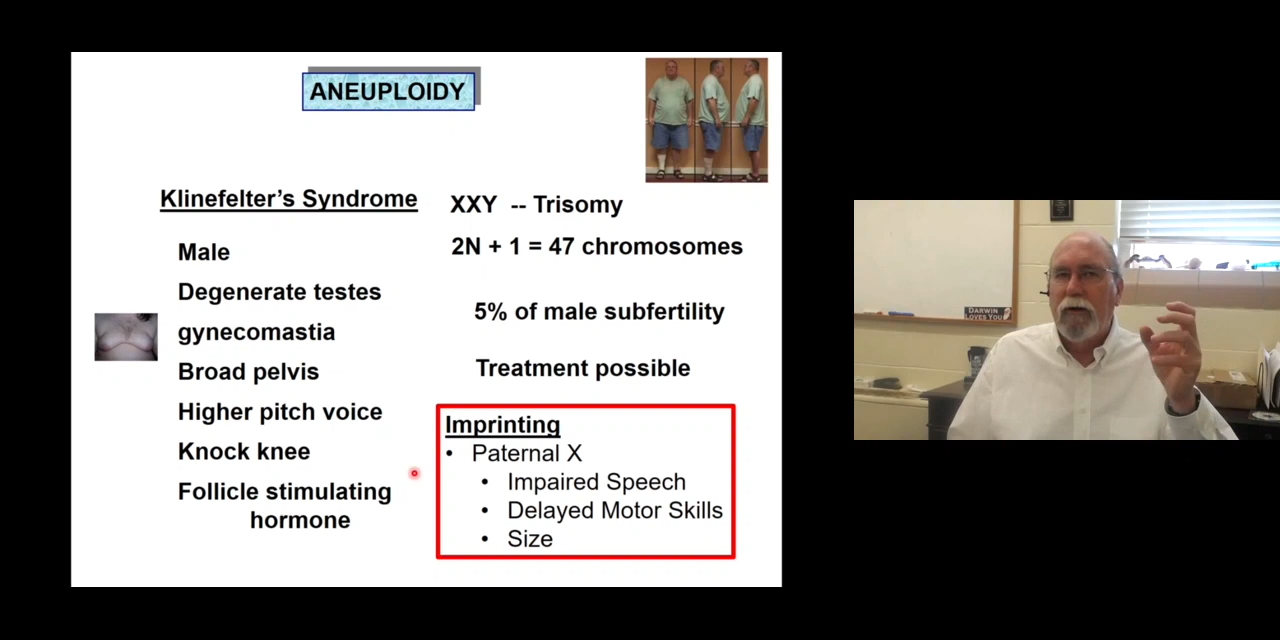 ANEUPLOIDY
Klinefelter’s Syndrome
Male
Degenerate testes
gynecomastia
Broad pelvis
Higher pitch voice
Knock knee
Follicle stimulating
hormone
XXY -- Trisomy
2N + 1 = 47 chromosomes
5% of male subfertility
Treatment possible
Imprinting
• Paternal X
• Impaired Speech
• Delayed Motor Skills
• Size
DARWIN
LOVES YOU